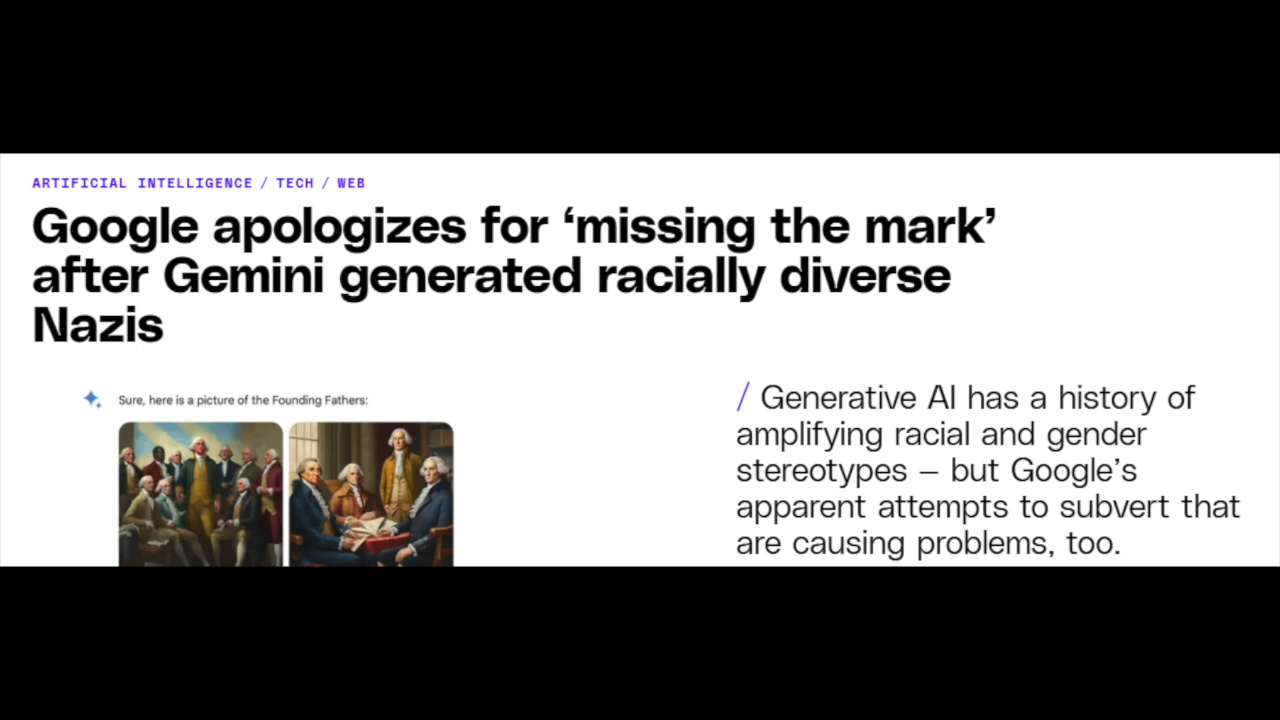 ARTIFICIAL INTELLIGENCE / TECH / WEB
Google apologizes for ‘missing the mark’
after Gemini generated racially diverse
Nazis
Sure, here is a picture of the Founding Fathers:
/ Generative AI has a history of
amplifying racial and gender
stereotypes — but Google’s
apparent attempts to subvert that
are causing problems, too.